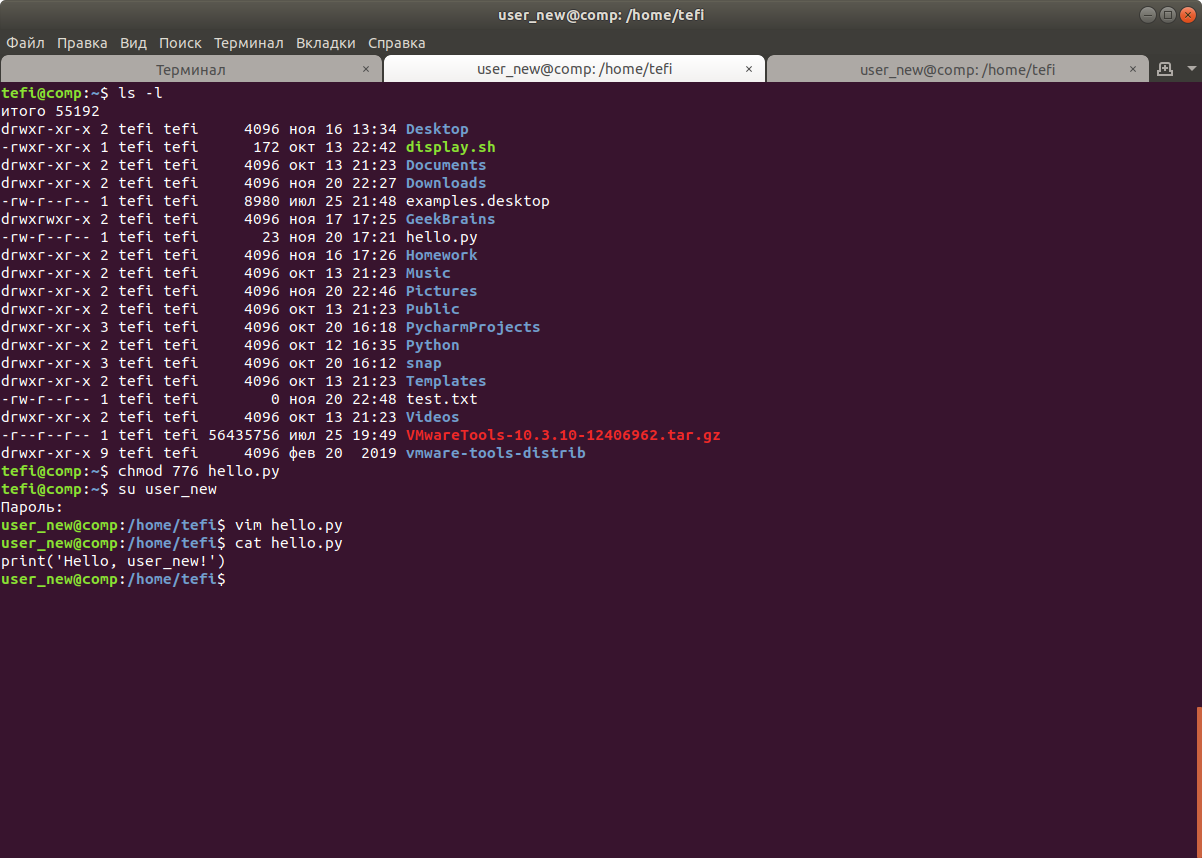 user_new@comp: /home/tefi
Файл Правка Вид Поиск Терминал Вкладки Справка
Терминал × user_new@comp: /home/tefi × user_new@comp: /home/tefi ×
tefi@comp:~$ ls -l
итого 55192
drwxr-xr-x 2 tefi tefi     4096 ноя 16 13:34 Desktop
-rwxr-xr-x 1 tefi tefi      172 окт 13 22:42 display.sh
drwxr-xr-x 2 tefi tefi     4096 окт 13 21:23 Documents
drwxr-xr-x 2 tefi tefi     4096 ноя 20 22:27 Downloads
-rw-r--r-- 1 tefi tefi     8980 июл 25 21:48 examples.desktop
drwxrwxr-x 2 tefi tefi     4096 ноя 17 17:25 GeekBrains
-rw-r--r-- 1 tefi tefi       23 ноя 20 17:21 hello.py
drwxr-xr-x 2 tefi tefi     4096 ноя 16 17:26 Homework
drwxr-xr-x 2 tefi tefi     4096 окт 13 21:23 Music
drwxr-xr-x 2 tefi tefi     4096 ноя 20 22:46 Pictures
drwxr-xr-x 2 tefi tefi     4096 окт 13 21:23 Public
drwxr-xr-x 3 tefi tefi     4096 окт 20 16:18 PycharmProjects
drwxr-xr-x 2 tefi tefi     4096 окт 12 16:35 Python
drwxr-xr-x 3 tefi tefi     4096 окт 20 16:12 snap
drwxr-xr-x 2 tefi tefi     4096 окт 13 21:23 Templates
-rw-r--r-- 1 tefi tefi        0 ноя 20 22:48 test.txt
drwxr-xr-x 2 tefi tefi     4096 окт 13 21:23 Videos
-r--r--r-- 1 tefi tefi 56435756 июл 25 19:49 VMwareTools-10.3.10-12406962.tar.gz
drwxr-xr-x 9 tefi tefi     4096 фев 20  2019 vmware-tools-distrib
tefi@comp:~$ chmod 776 hello.py
tefi@comp:~$ su user_new
Пароль:
user_new@comp:/home/tefi$ vim hello.py
user_new@comp:/home/tefi$ cat hello.py
print('Hello, user_new!')
user_new@comp:/home/tefi$